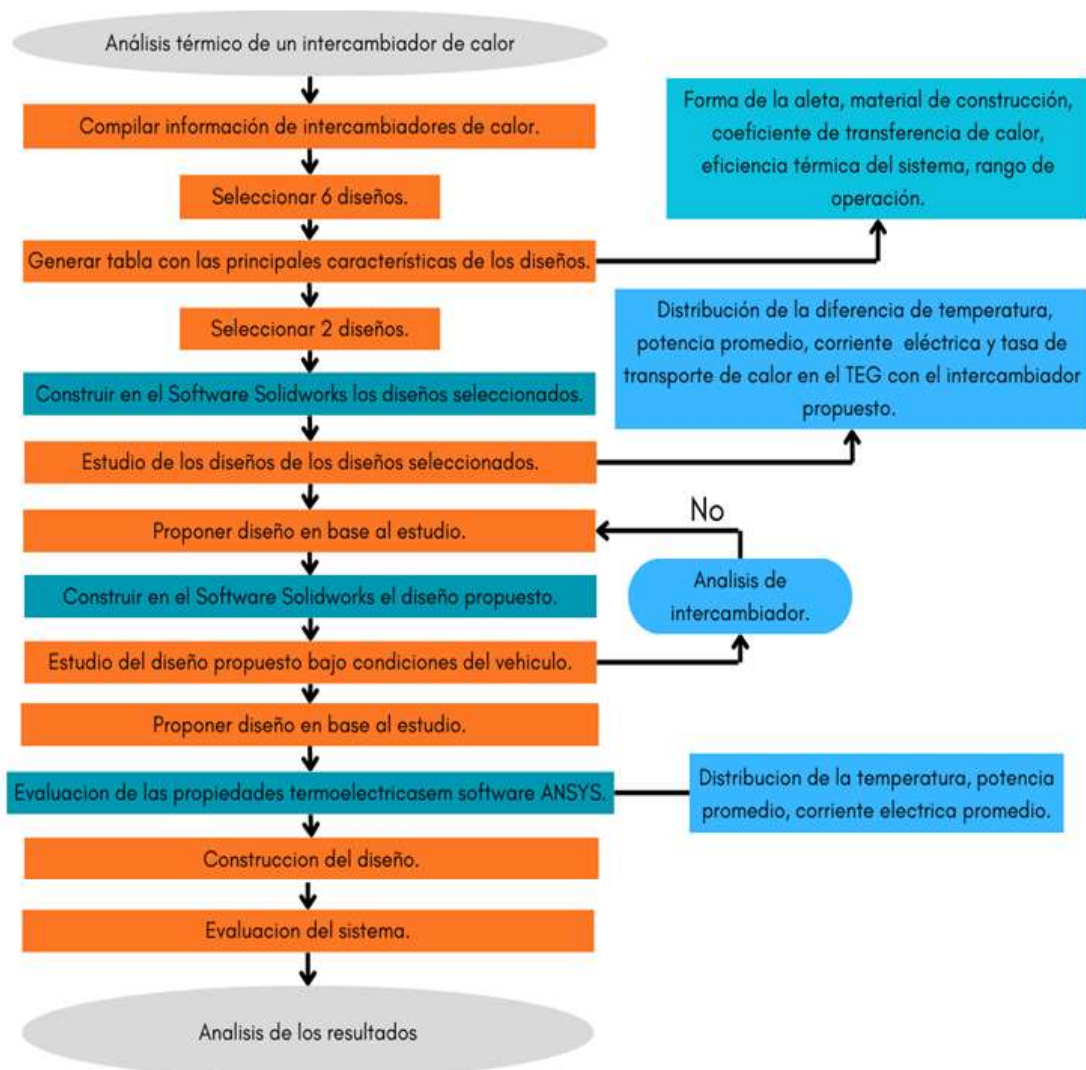 Análisis térmico de un intercambiador de calor
Compilar información de intercambiadores de calor.
Seleccionar 6 diseños.
Generar tabla con las principales características de los diseños.
Forma de la aleta, material de construcción,
coeficiente de transferencia de calor,
eficiencia térmica del sistema, rango de
operación.
Seleccionar 2 diseños.
Construir en el Software Solidworks los diseños seleccionados.
Estudio de los diseños de los diseños seleccionados.
Distribución de la diferencia de temperatura,
potencia promedio, corriente eléctrica y tasa de
transporte de calor en el TEG con el intercambiador
propuesto.
Proponer diseño en base al estudio.
No
Construir en el Software Solidworks el diseño propuesto.
Analisis de
intercambiador.
Estudio del diseño propuesto bajo condiciones del vehiculo.
Proponer diseño en base al estudio.
Evaluacion de las propiedades termoelectricasem software ANSYS.
Distribucion de la temperatura, potencia
promedio, corriente electrica promedio.
Construccion del diseño.
Evaluacion del sistema.
Analisis de los resultados